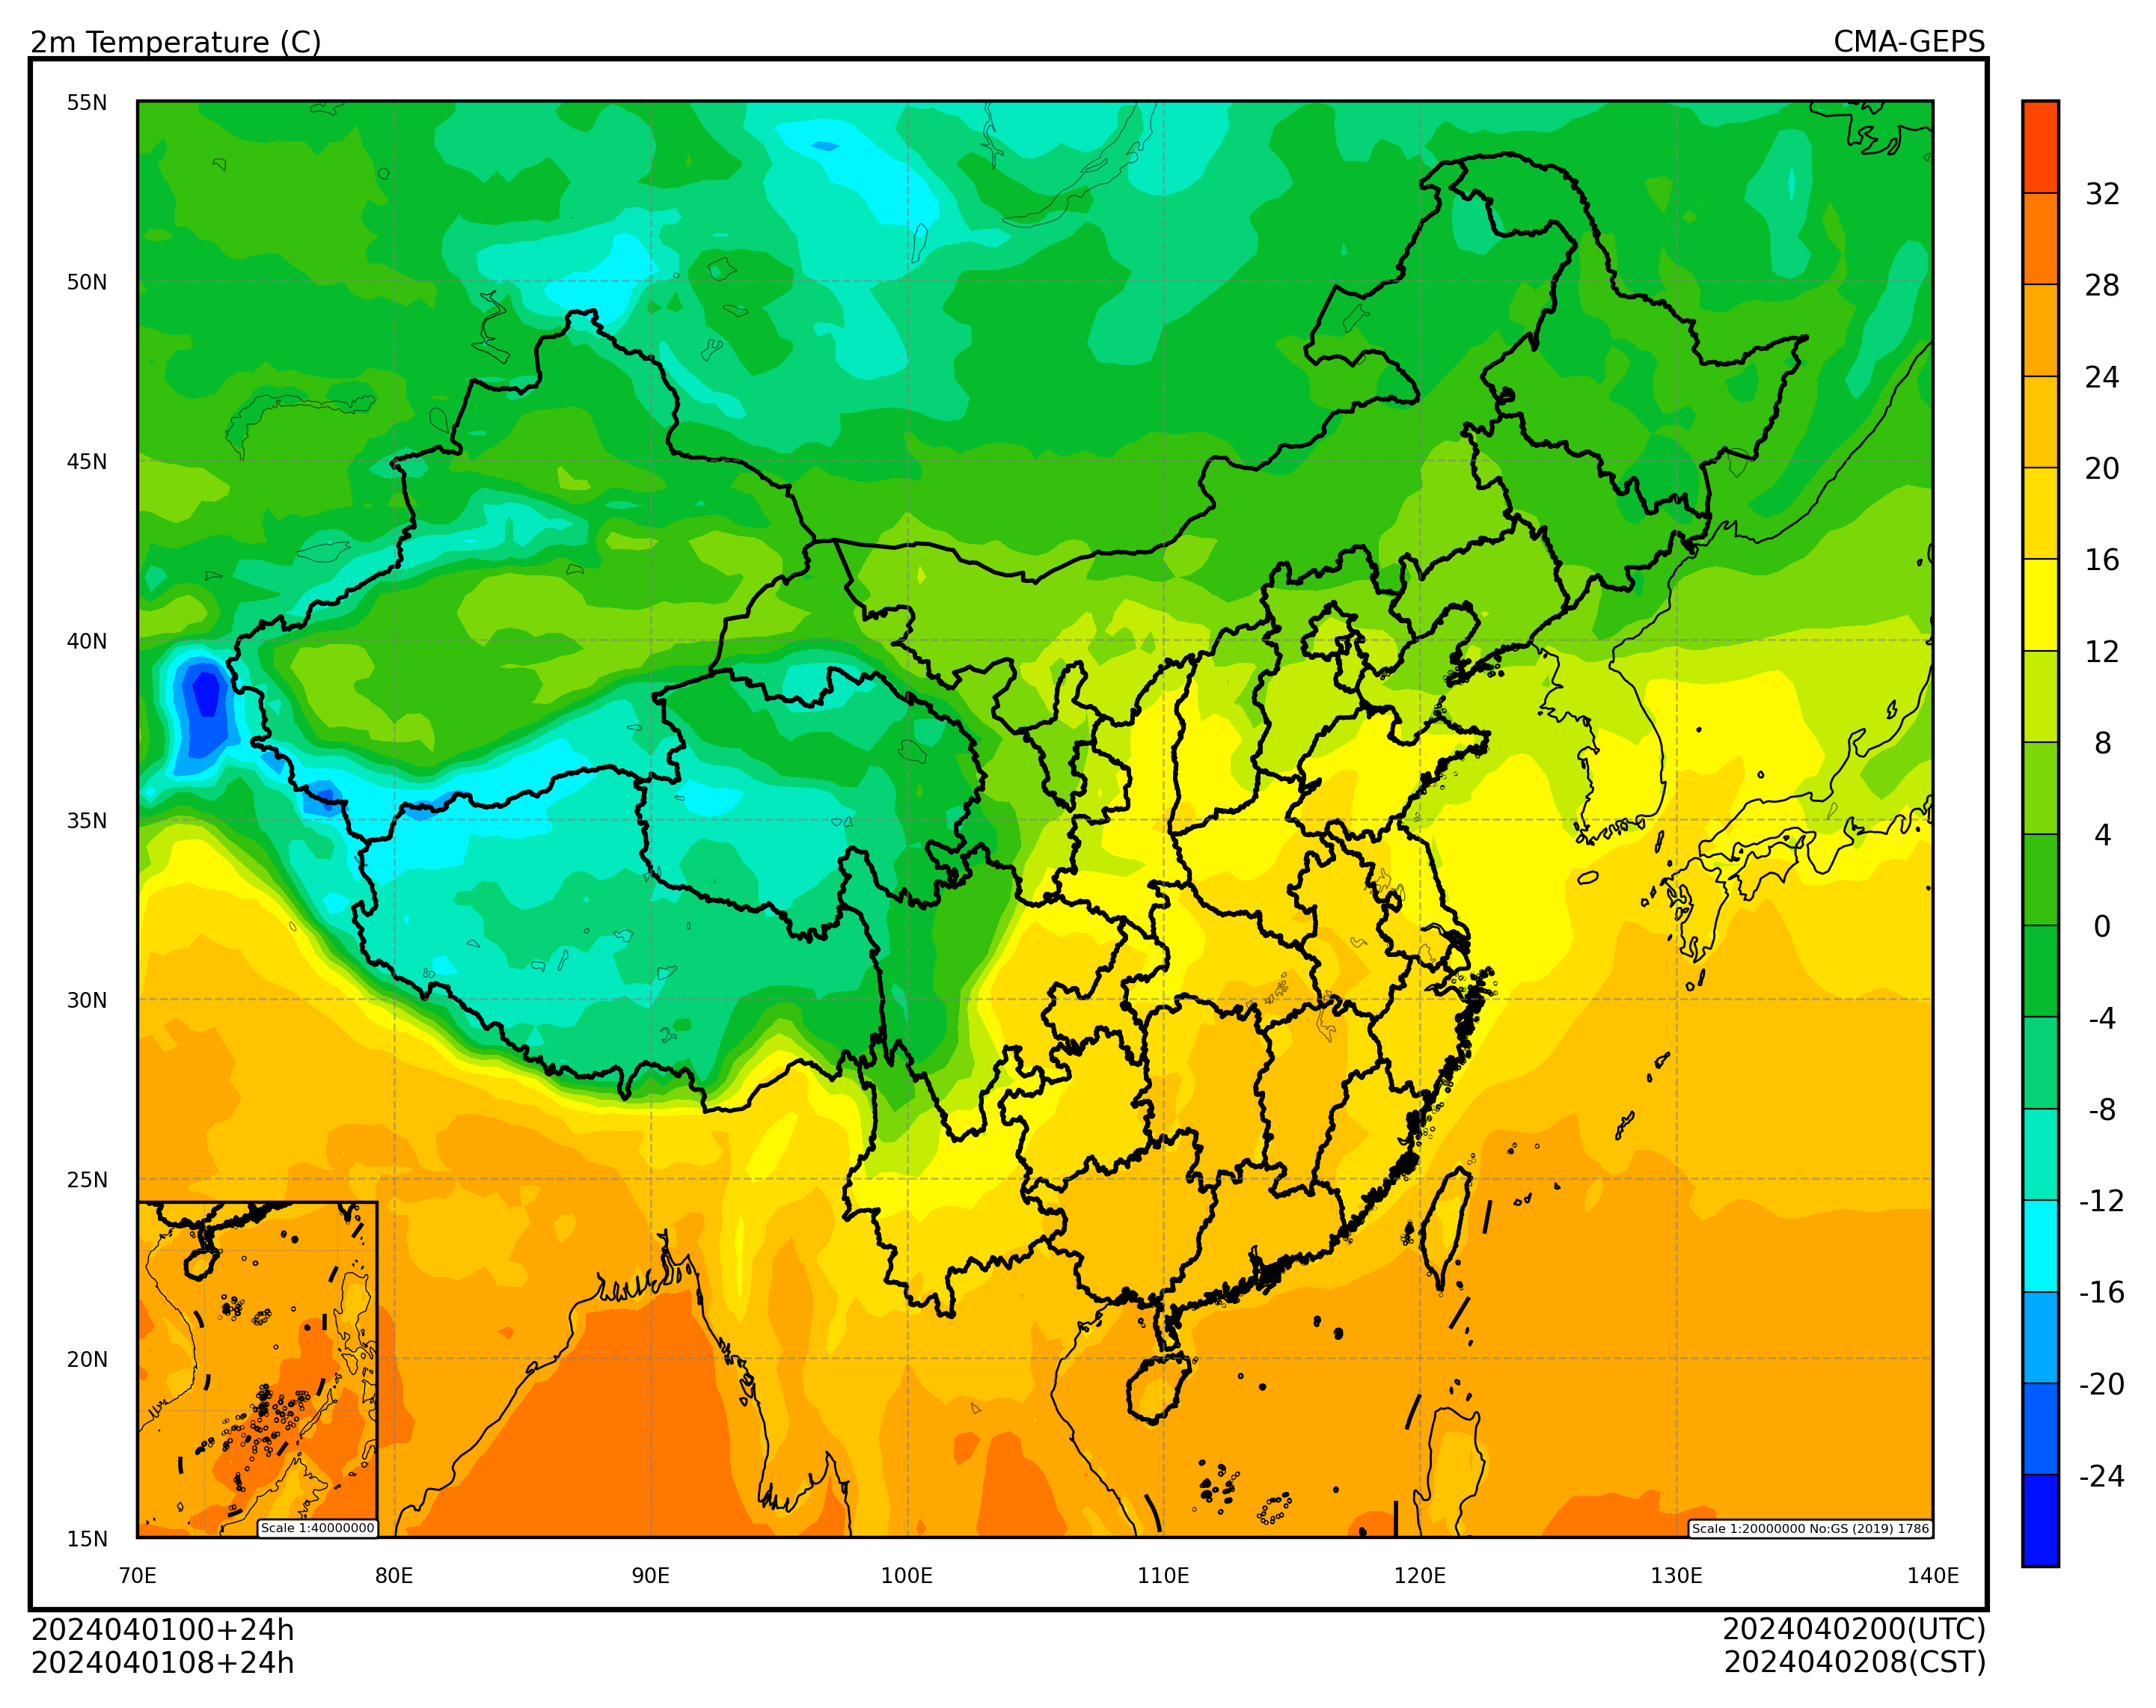 2m Temperature (C)
CMA-GEPS
55N
50N
45N
40N
35N
30N
25N
20N
15N
70E
80E
90E
100E
110E
120E
130E
140E
32
28
24
20
16
12
8
4
0
-4
-8
-12
-16
-20
-24
Scale 1:40000000
Scale 1:20000000 No:GS (2019) 1786
2024040100+24h
2024040108+24h
2024040200(UTC)
2024040208(CST)